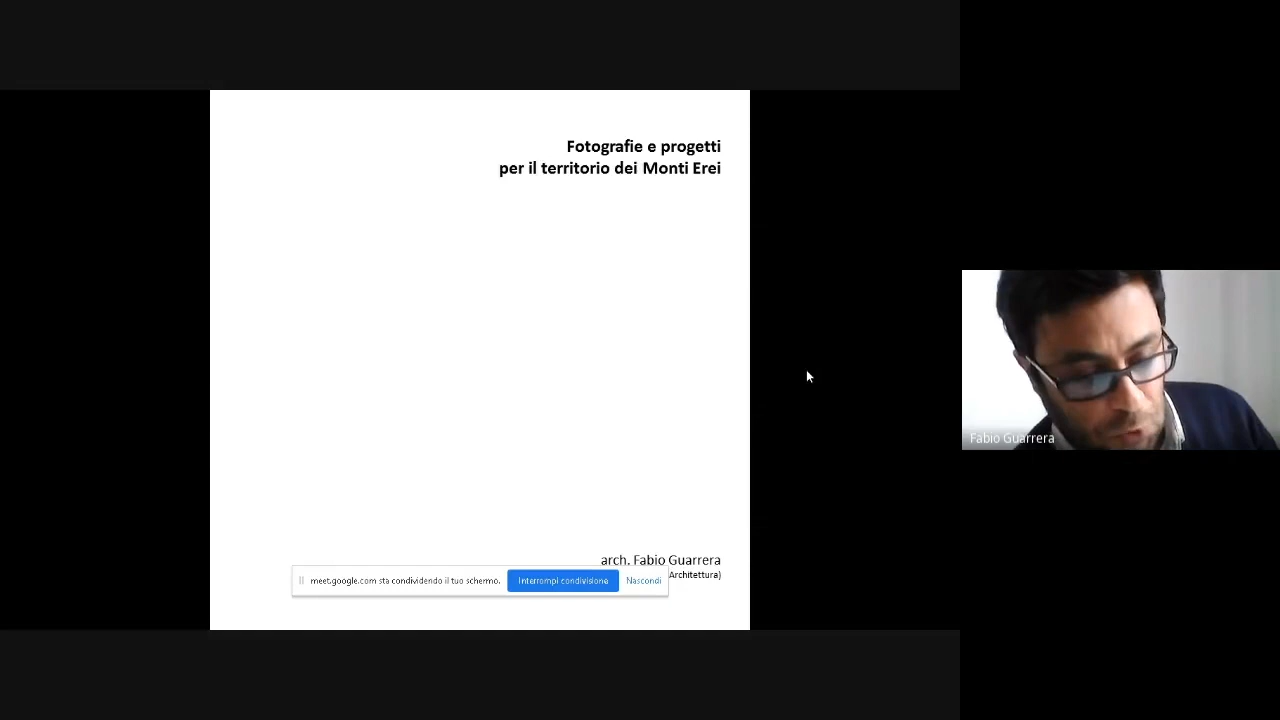 Fotografie e progetti
per il territorio dei Monti Erei
arch. Fabio Guarrera
Architettura)
meet.google.com sta condividendo il tuo schermo.
Interrompi condivisione
Nascondi
Fabio Guarrera